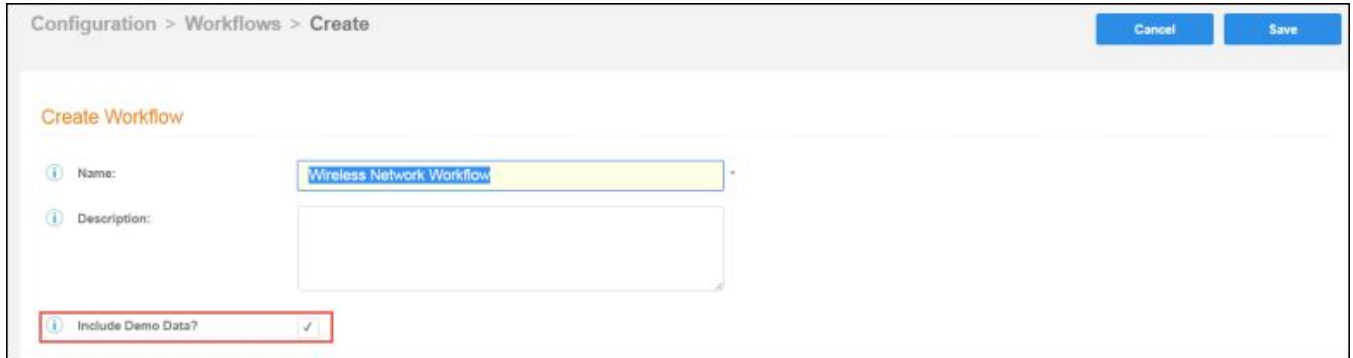 Configuration > Workflows > Create
Cancel
Save
Create Workflow
Name:
Wireless Network Workflow
*
Description:
Include Demo Data?